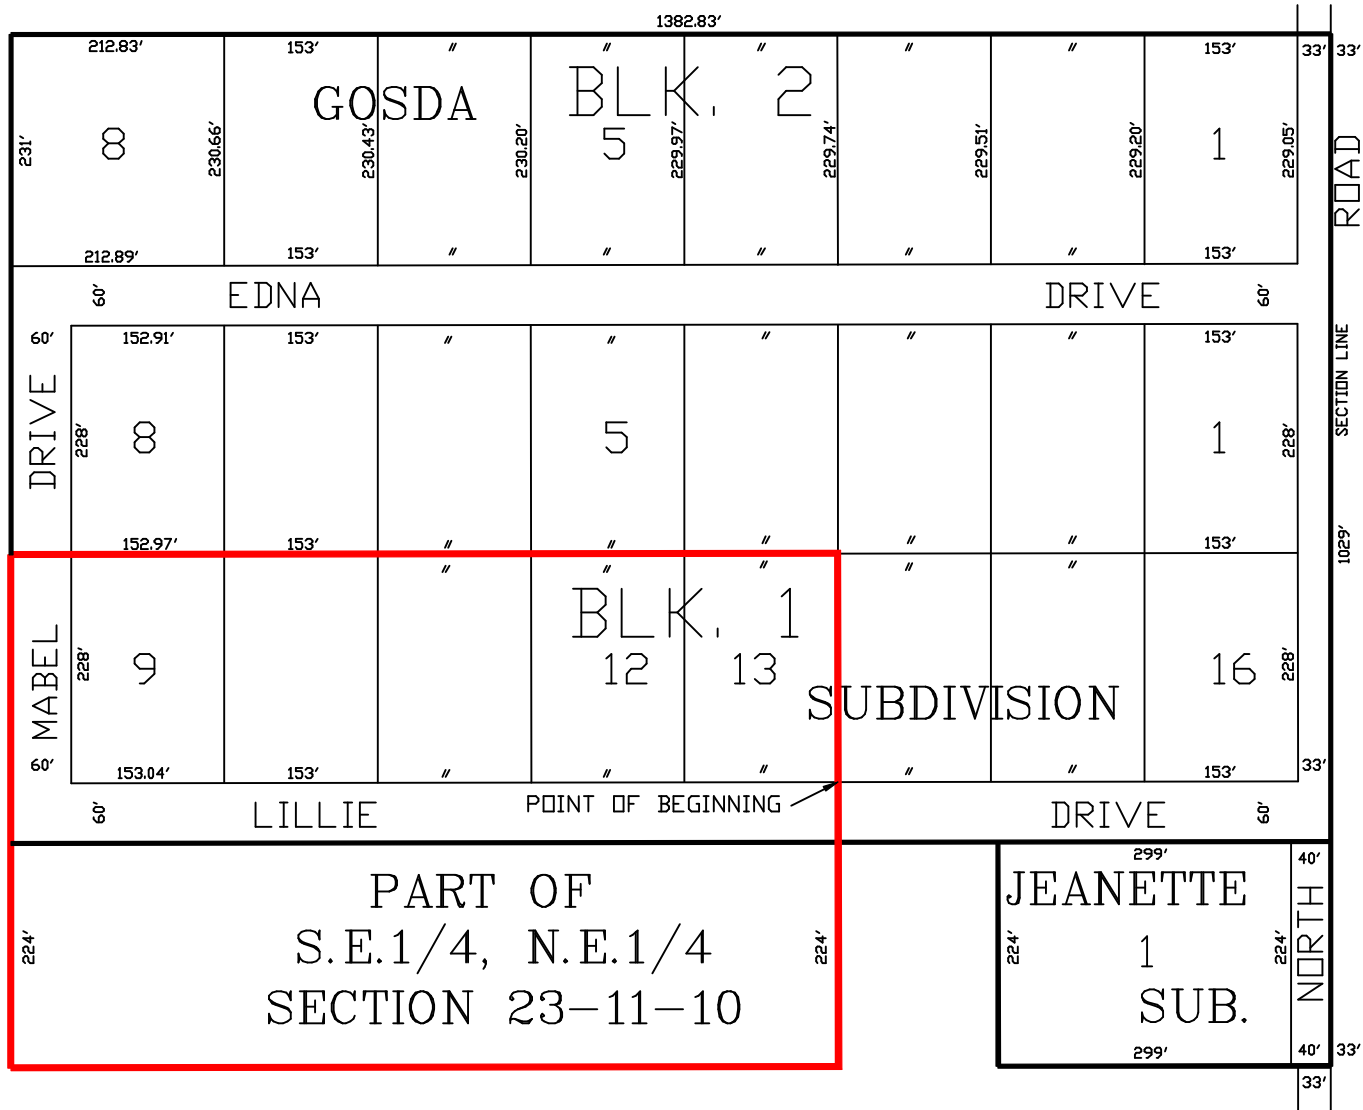 1382.83′
212.83′ 153′ ″ ″ ″ ″ ″ 153′ 33′ 33′
GOSDA BLK. 2
231′ 8 230.66′ 230.43′ 230.20′ 5 229.97′ 229.74′ 229.51′ 229.20′ 1 229.05′
ROAD
212.89′ 153′ ″ ″ ″ ″ ″ 153′
60′ EDNA DRIVE 60′
60′ 152.91′ 153′ ″ ″ ″ ″ ″ 153′
SECTION LINE
DRIVE 228′ 8 5 1 228′
152.97′ 153′ ″ ″ ″ ″ ″ 153′
1029′
″ ″ ″ ″ ″
BLK. 1
MABEL 228′ 9 12 13 16 228′
SUBDIVISION
60′ 153.04′ 153′ ″ ″ ″ ″ ″ 153′ 33′
60′ LILLIE POINT OF BEGINNING DRIVE 60′
299′ 40′
PART OF JEANETTE
224′ S.E.1/4, N.E.1/4 224′ 224′ 1 224′ NORTH
SECTION 23-11-10 SUB.
299′ 40′ 33′
33′